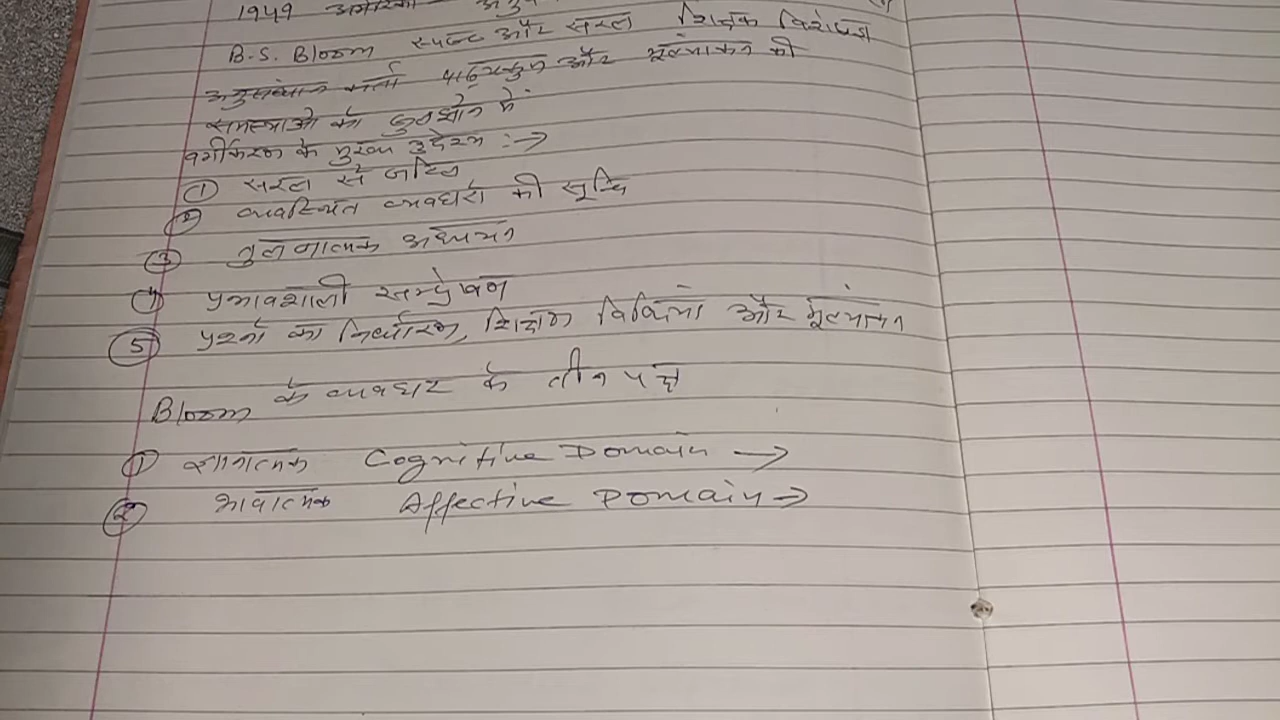 1949 अमेरिका
B.S. Bloom स्पष्ट और सरल शिक्षक विशेषज्ञ
अनुसंधान कर्ता पाठ्यक्रम और मूल्यांकन की
समस्याओं को सुलझाने में
वर्गीकरण के मुख्य उद्देश्य :→
① सरल से जटिल
② व्यवस्थित व्यवहारों की सूचि
③ तुलनात्मक अध्ययन
④ प्रभावशाली सम्प्रेषण
⑤ प्रश्नों का निर्धारण, शिक्षण विधियां और मूल्यांकन
Bloom के व्यवहार के तीन पक्ष
① ज्ञानात्मक Cognitive Domain →
② भावात्मक Affective Domain →